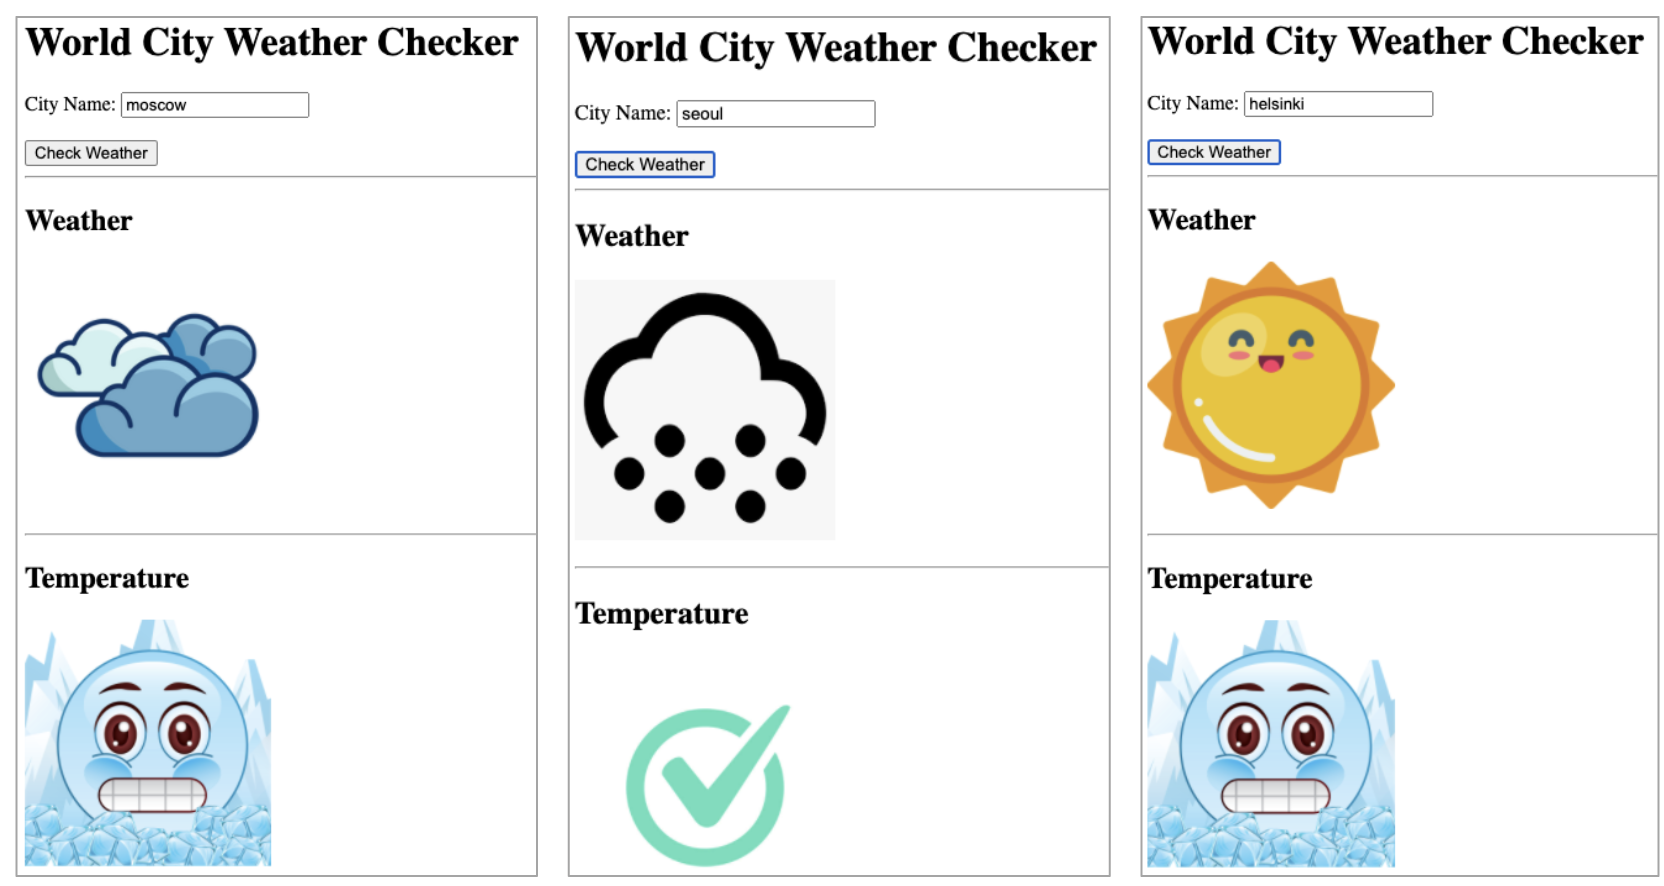 World City Weather Checker
City Name: moscow
Check Weather
Weather
Temperature
World City Weather Checker
City Name: seoul
Check Weather
Weather
Temperature
World City Weather Checker
City Name: helsinki
Check Weather
Weather
Temperature